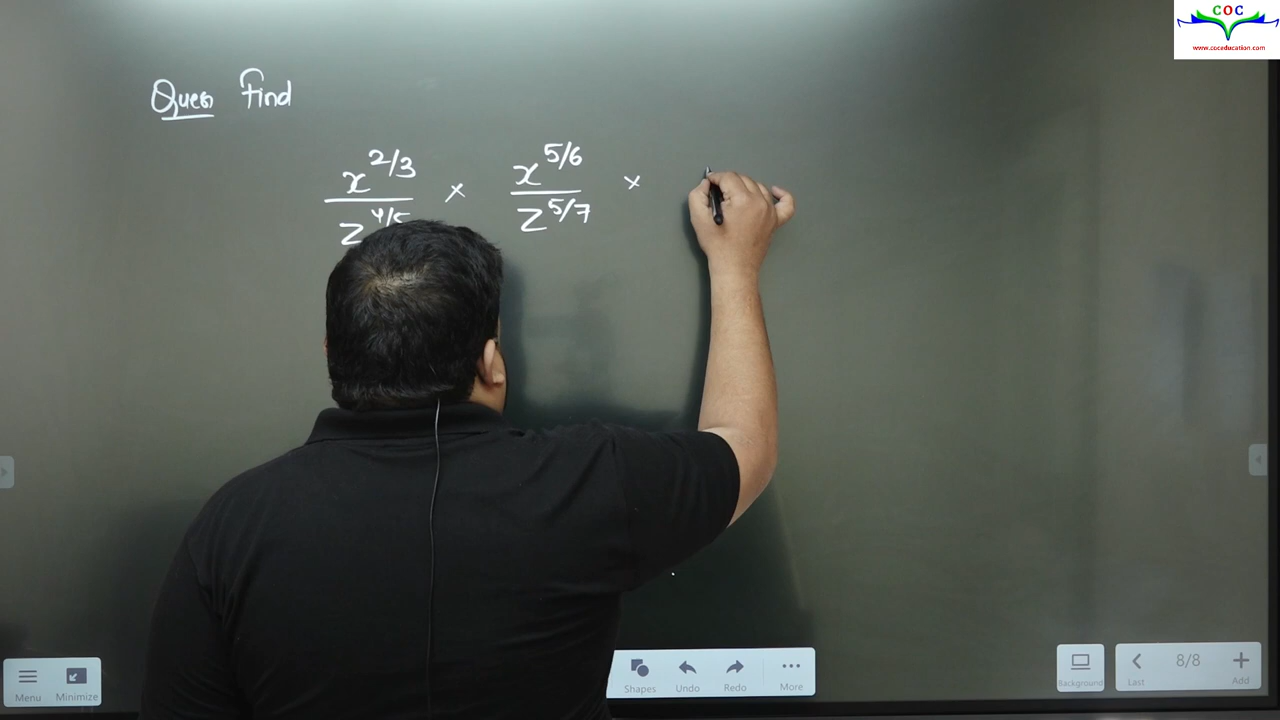 COC
www.coceducation.com
Ques Find
x^2/3 / z^4/5 × x^5/6 / z^5/7 ×
Menu Minimize Shapes Undo Redo More Background Last 8/8 Add